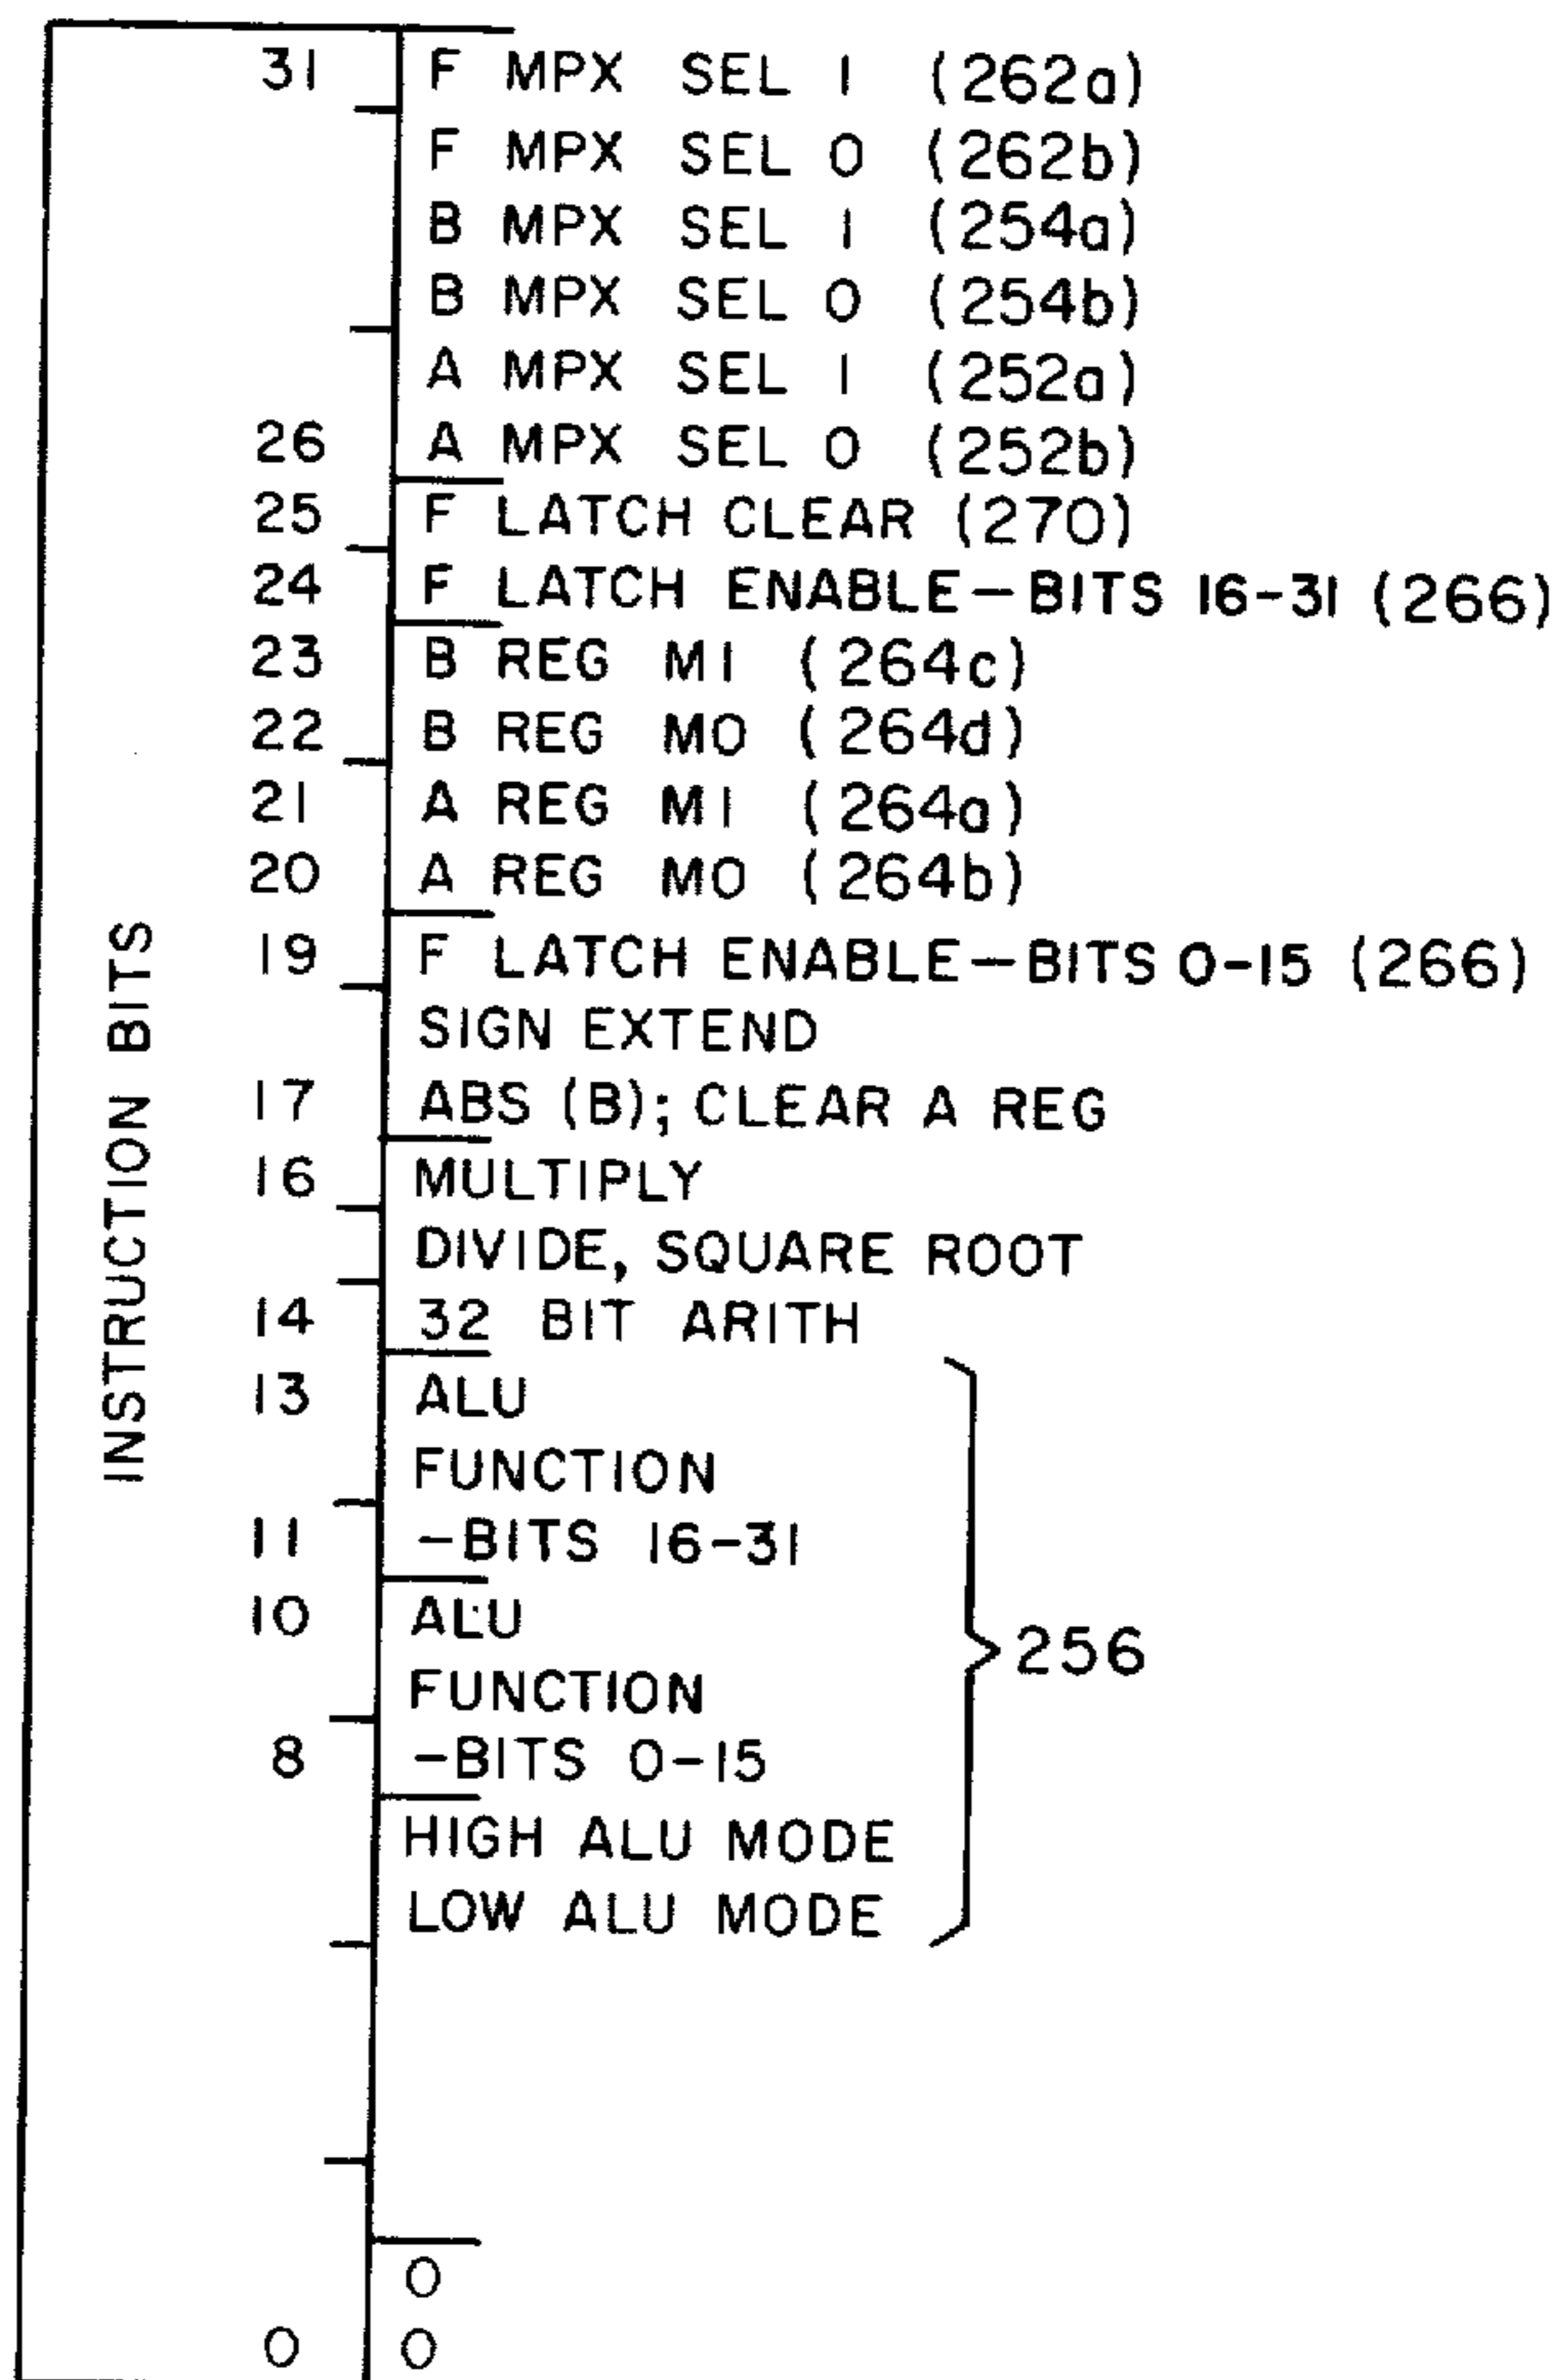 31 F MPX SEL 1 (262a)
F MPX SEL 0 (262b)
B MPX SEL 1 (254a)
B MPX SEL 0 (254b)
A MPX SEL 1 (252a)
26 A MPX SEL 0 (252b)
25 F LATCH CLEAR (270)
24 F LATCH ENABLE-BITS 16-31 (266)
23 B REG M1 (264c)
22 B REG M0 (264d)
21 A REG M1 (264a)
20 A REG M0 (264b)
19 F LATCH ENABLE-BITS 0-15 (266)
SIGN EXTEND
17 ABS (B); CLEAR A REG
16 MULTIPLY
DIVIDE, SQUARE ROOT
14 32 BIT ARITH
13 ALU
FUNCTION
11 -BITS 16-31
10 ALU
FUNCTION
8 -BITS 0-15
HIGH ALU MODE
LOW ALU MODE
256
0
0 0
INSTRUCTION BITS